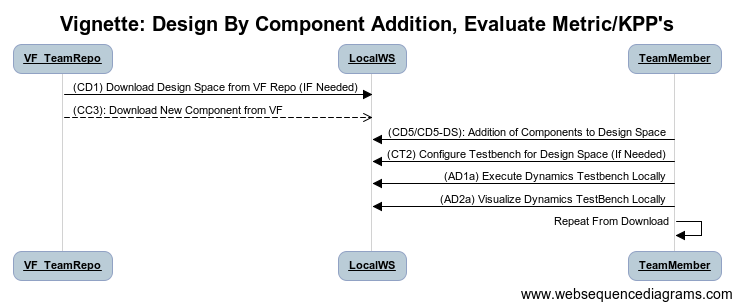 Vignette: Design By Component Addition, Evaluate Metric/KPP's
VF_TeamRepo LocalWS TeamMember
(CD1) Download Design Space from VF Repo (IF Needed)
(CC3): Download New Component from VF
(CD5/CD5-DS): Addition of Components to Design Space
(CT2) Configure Testbench for Design Space (If Needed)
(AD1a) Execute Dynamics Testbench Locally
(AD2a) Visualize Dynamics TestBench Locally
Repeat From Download
VF_TeamRepo LocalWS TeamMember
www.websequencediagrams.com